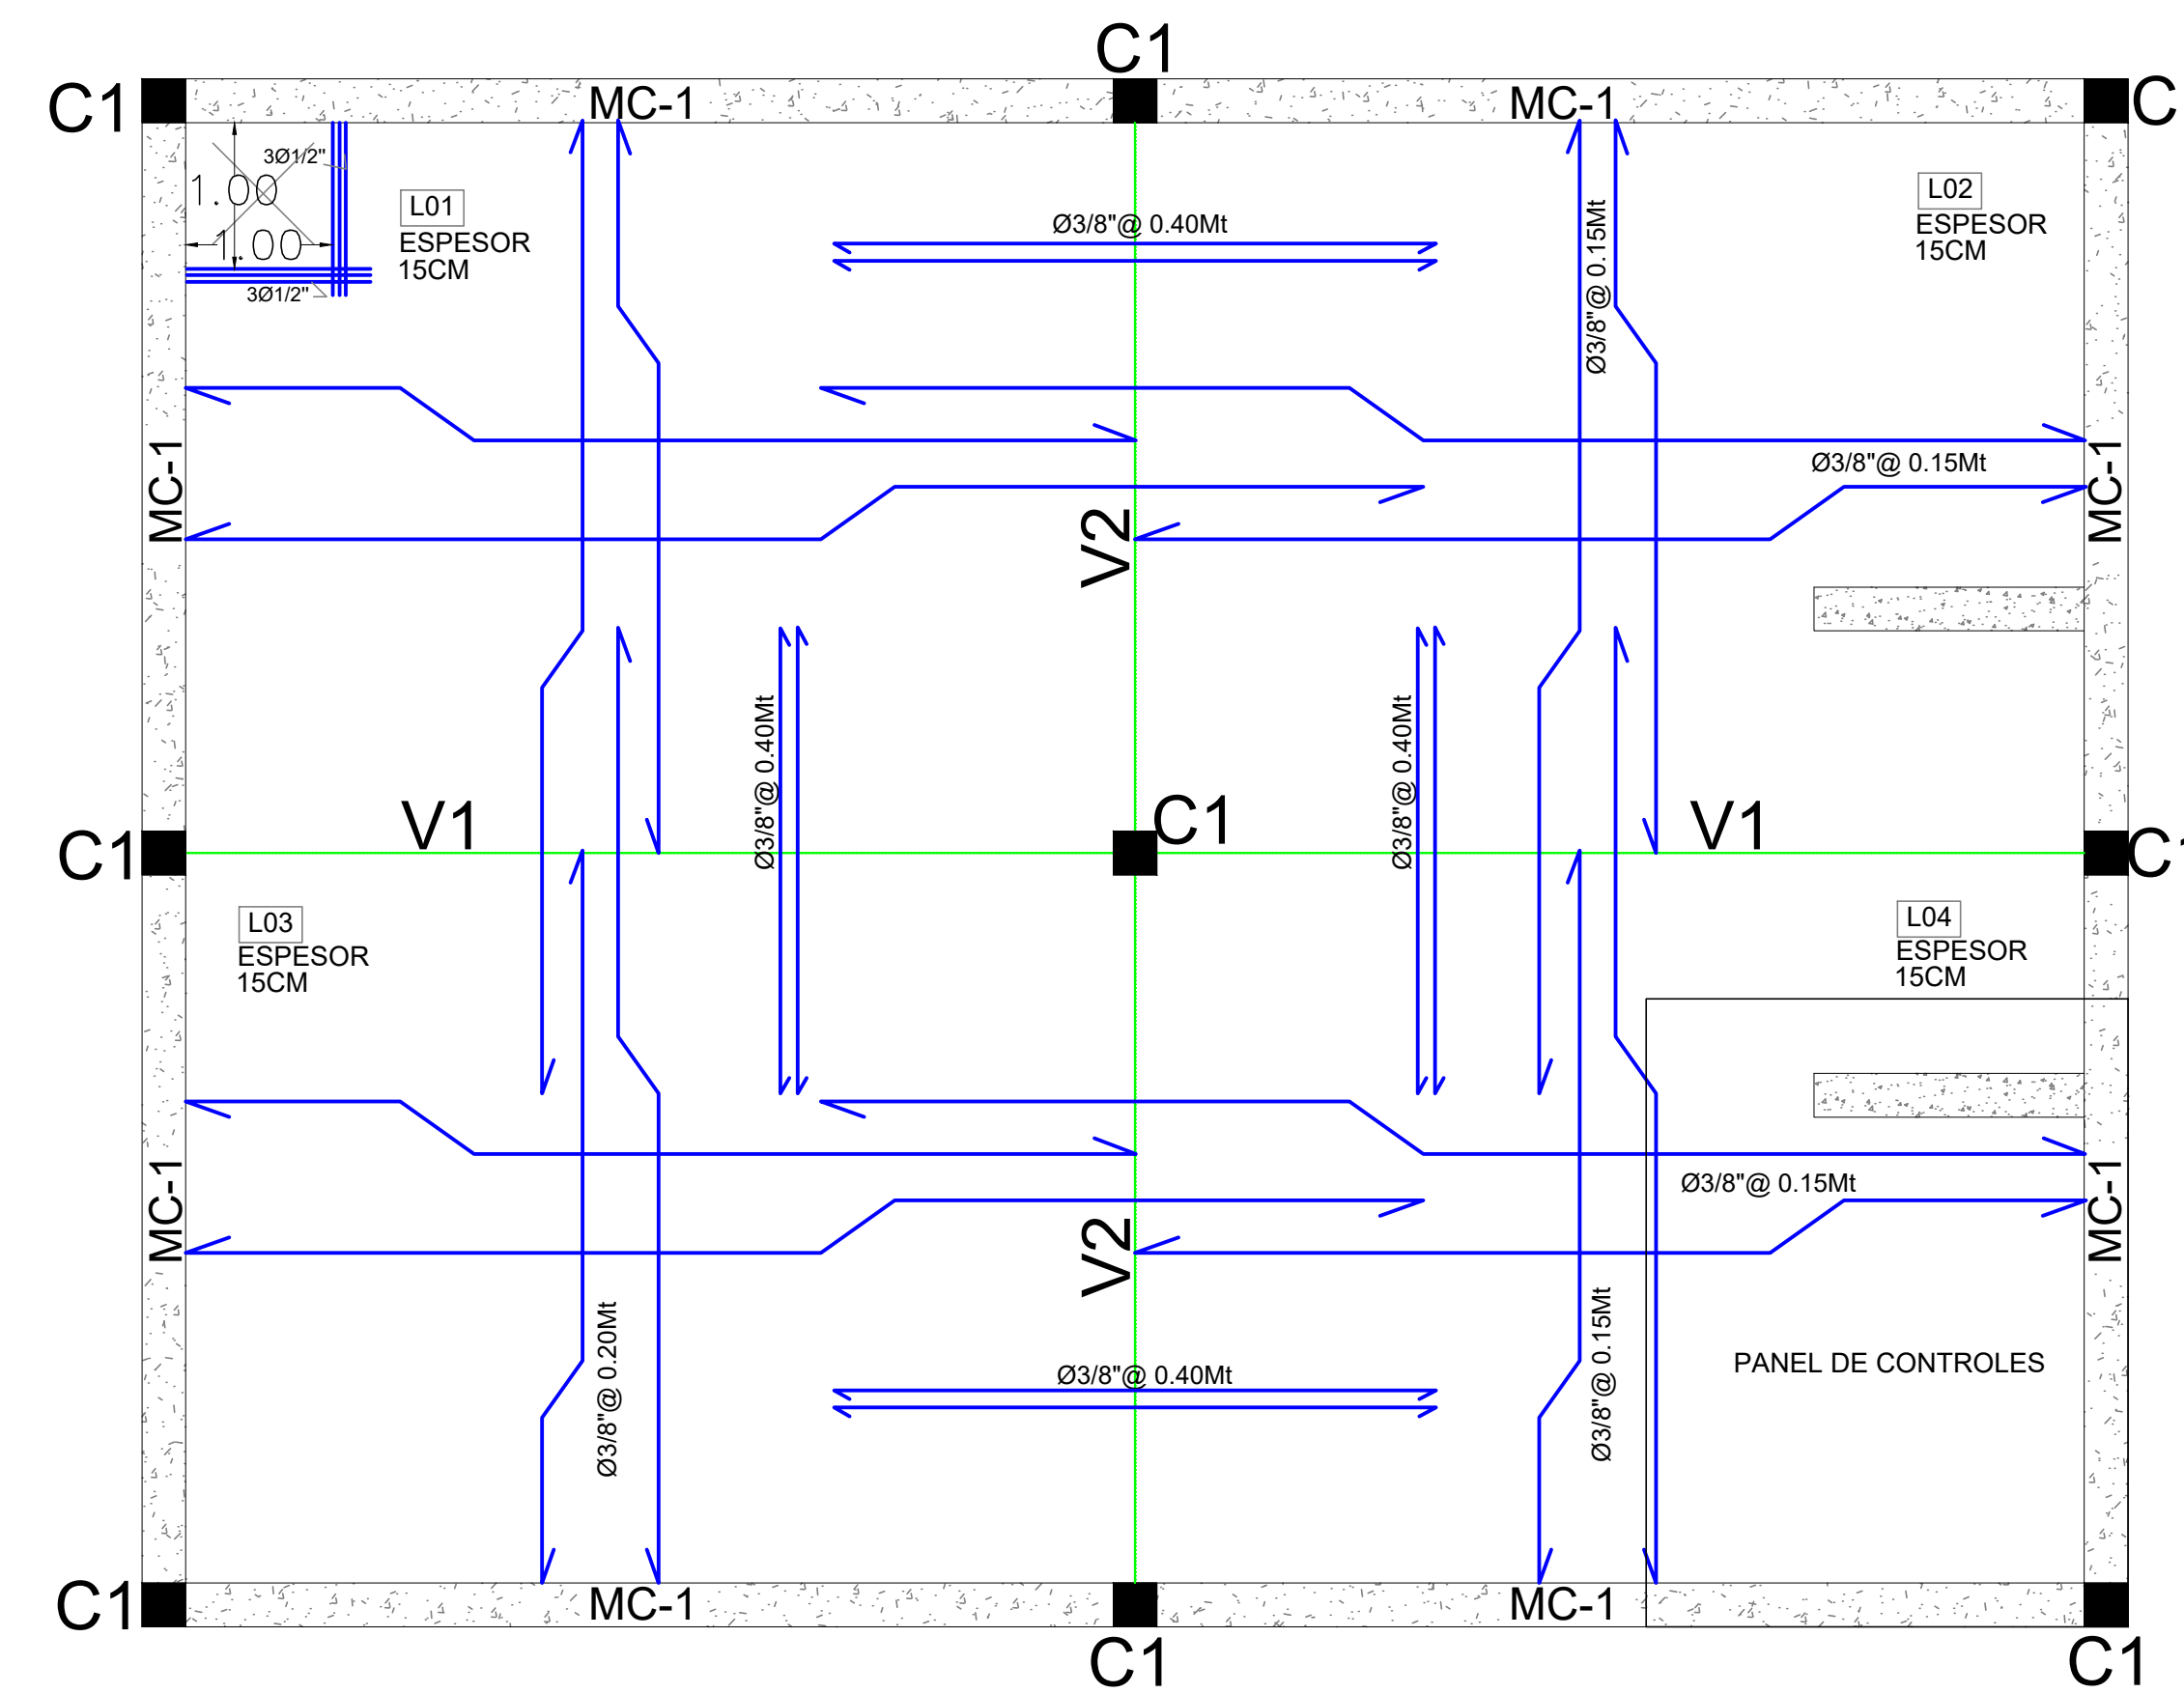 C1
C1
C
MC-1
MC-1
3Ø1/2"
1.00
1.00
3Ø1/2"
L01
ESPESOR
15CM
Ø3/8"@ 0.40Mt
Ø3/8"@ 0.15Mt
L02
ESPESOR
15CM
MC-1
V2
Ø3/8"@ 0.15Mt
MC-1
Ø3/8"@ 0.40Mt
Ø3/8"@ 0.40Mt
C1
V1
C1
V1
C1
L03
ESPESOR
15CM
L04
ESPESOR
15CM
MC-1
V2
Ø3/8"@ 0.15Mt
MC-1
Ø3/8"@ 0.20Mt
Ø3/8"@ 0.40Mt
Ø3/8"@ 0.15Mt
PANEL DE CONTROLES
C1
MC-1
MC-1
C1
C1